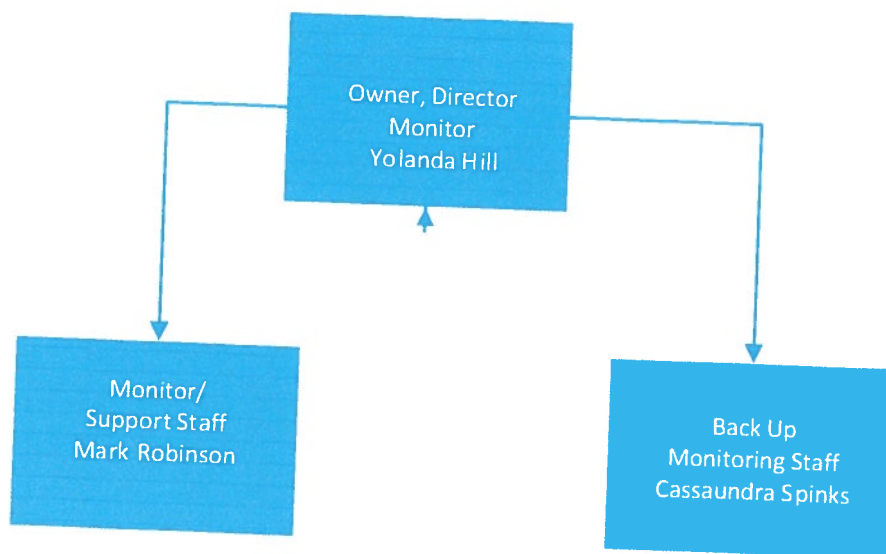 Owner, Director
Monitor
Yolanda Hill
Monitor/
Support Staff
Mark Robinson
Back Up
Monitoring Staff
Cassaundra Spinks